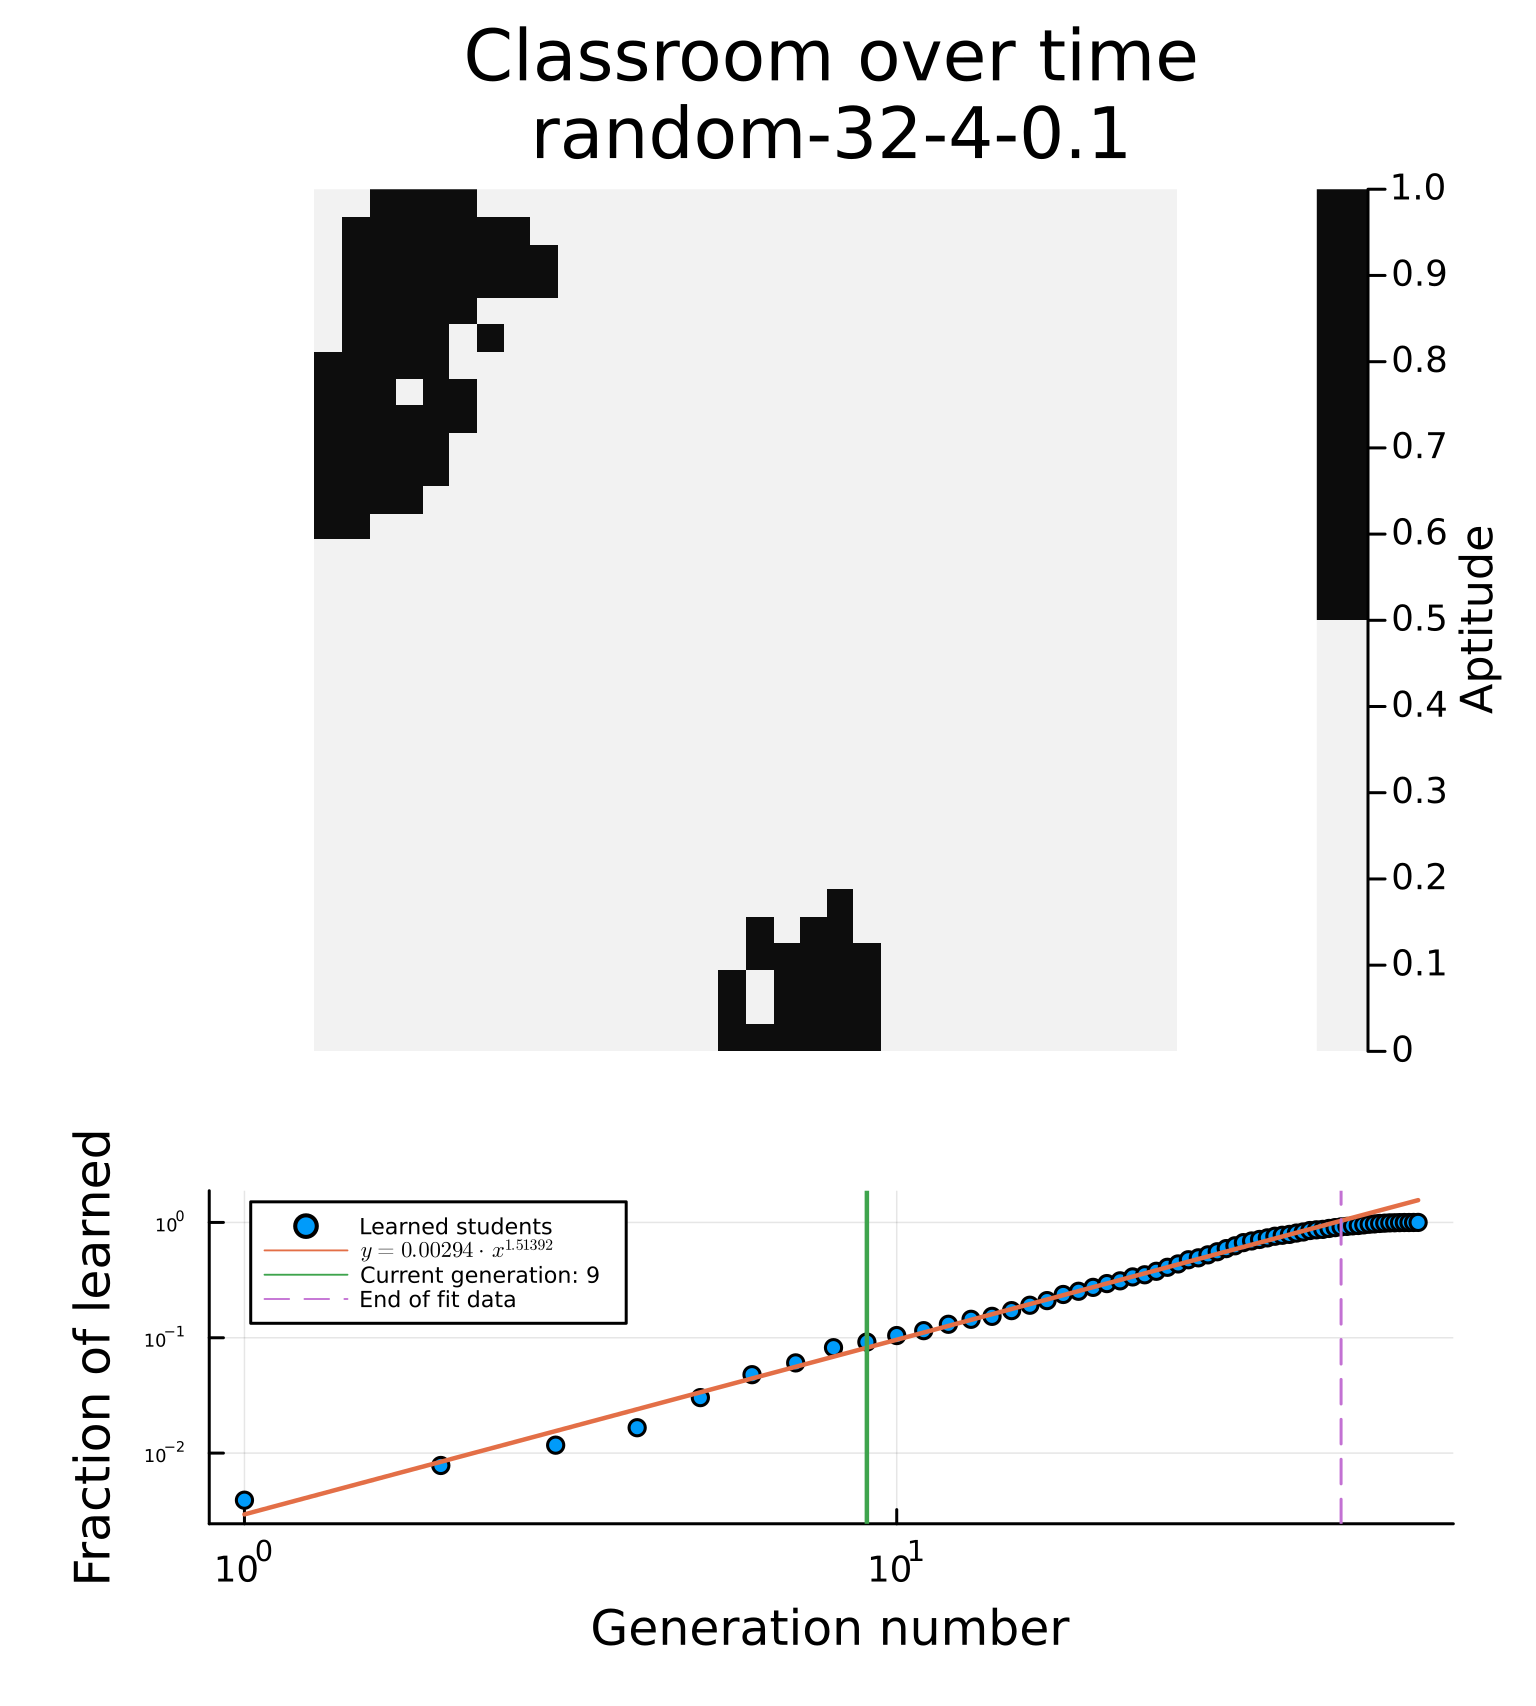 Classroom over time
random-32-4-0.1
1.0
0.9
0.8
0.7
0.6
0.5
0.4
0.3
0.2
0.1
0
Aptitude
Fraction of learned
10⁰
10⁻¹
10⁻²
Learned students
y = 0.00294 · x^1.51392
Current generation: 9
End of fit data
10⁰
10¹
Generation number